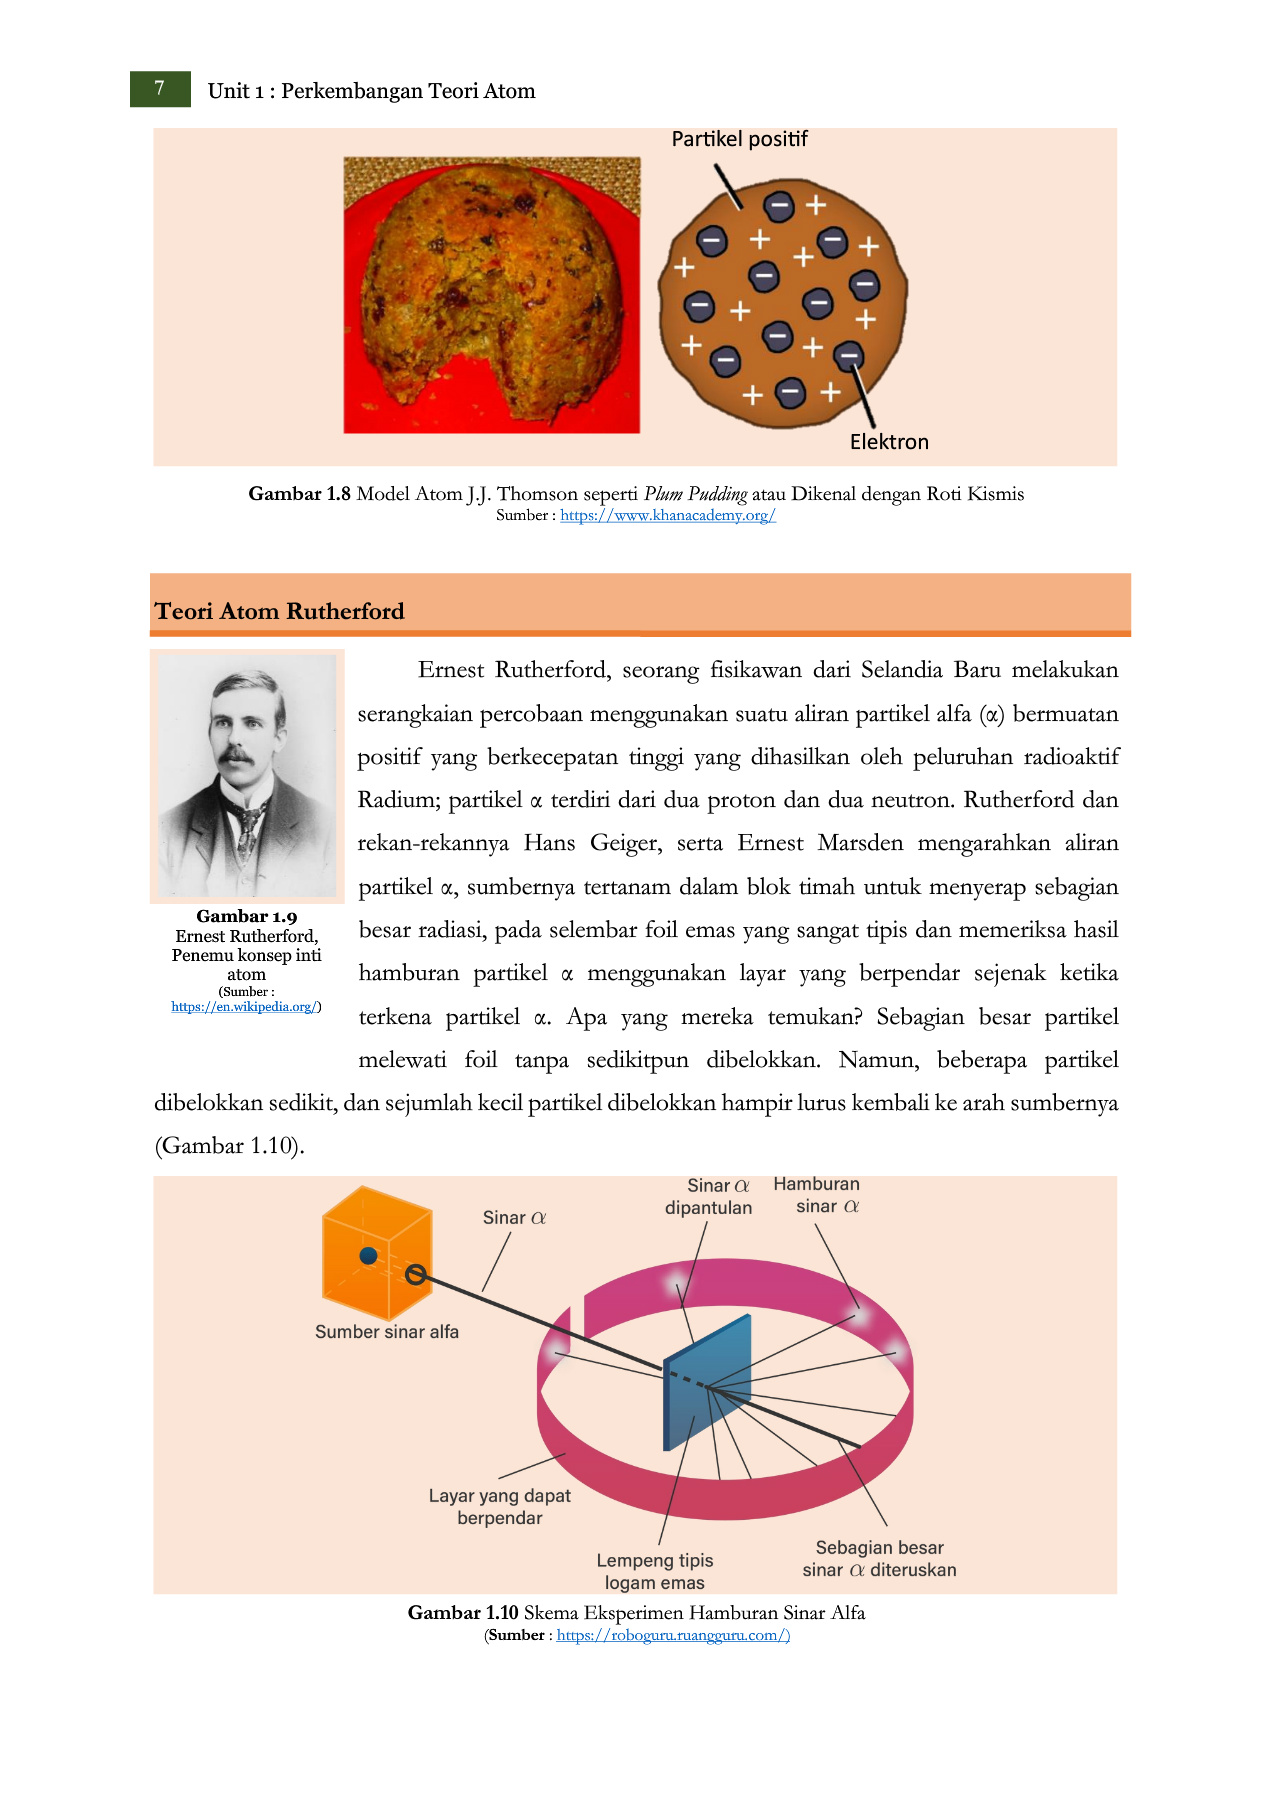 7
Unit 1 : Perkembangan Teori Atom
Partikel positif
Elektron
Gambar 1.8 Model Atom J.J. Thomson seperti Plum Pudding atau Dikenal dengan Roti Kismis
Sumber : https://www.khanacademy.org/
Teori Atom Rutherford
Ernest Rutherford, seorang fisikawan dari Selandia Baru melakukan
serangkaian percobaan menggunakan suatu aliran partikel alfa (α) bermuatan
positif yang berkecepatan tinggi yang dihasilkan oleh peluruhan radioaktif
Radium; partikel α terdiri dari dua proton dan dua neutron. Rutherford dan
rekan-rekannya Hans Geiger, serta Ernest Marsden mengarahkan aliran
partikel α, sumbernya tertanam dalam blok timah untuk menyerap sebagian
besar radiasi, pada selembar foil emas yang sangat tipis dan memeriksa hasil
hamburan partikel α menggunakan layar yang berpendar sejenak ketika
terkena partikel α. Apa yang mereka temukan? Sebagian besar partikel
melewati foil tanpa sedikitpun dibelokkan. Namun, beberapa partikel
dibelokkan sedikit, dan sejumlah kecil partikel dibelokkan hampir lurus kembali ke arah sumbernya
(Gambar 1.10).
Gambar 1.9
Ernest Rutherford,
Penemu konsep inti
atom
(Sumber :
https://en.wikipedia.org/)
Sinar α
dipantulan
Hamburan
sinar α
Sinar α
Sumber sinar alfa
Layar yang dapat
berpendar
Lempeng tipis
logam emas
Sebagian besar
sinar α diteruskan
Gambar 1.10 Skema Eksperimen Hamburan Sinar Alfa
(Sumber : https://roboguru.ruangguru.com/)